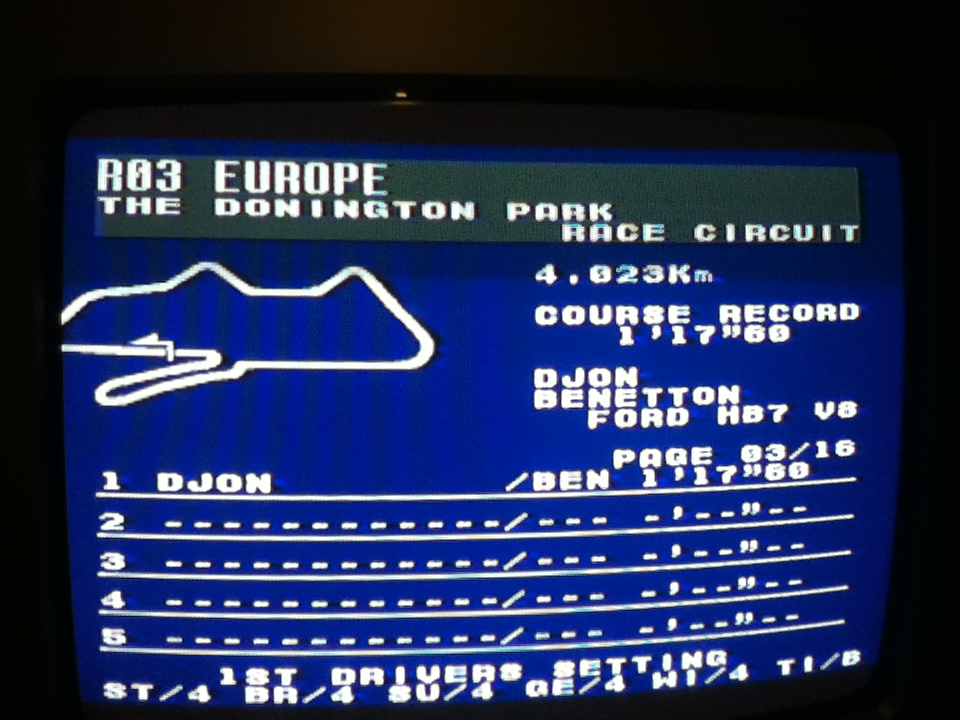 R03 EUROPE
THE DONINGTON PARK
RACE CIRCUIT
4.023Km
COURSE RECORD
1'17"60
DJON
BENETTON
FORD HB7 V8
PAGE 03/16
1 DJON /BEN 1'17"60
2 -------------/--- -'--"--
3 -------------/--- -'--"--
4 -------------/--- -'--"--
5 -------------/--- -'--"--
1ST DRIVERS SETTING
ST/4 BR/4 SU/4 GE/4 WI/4 TI/B